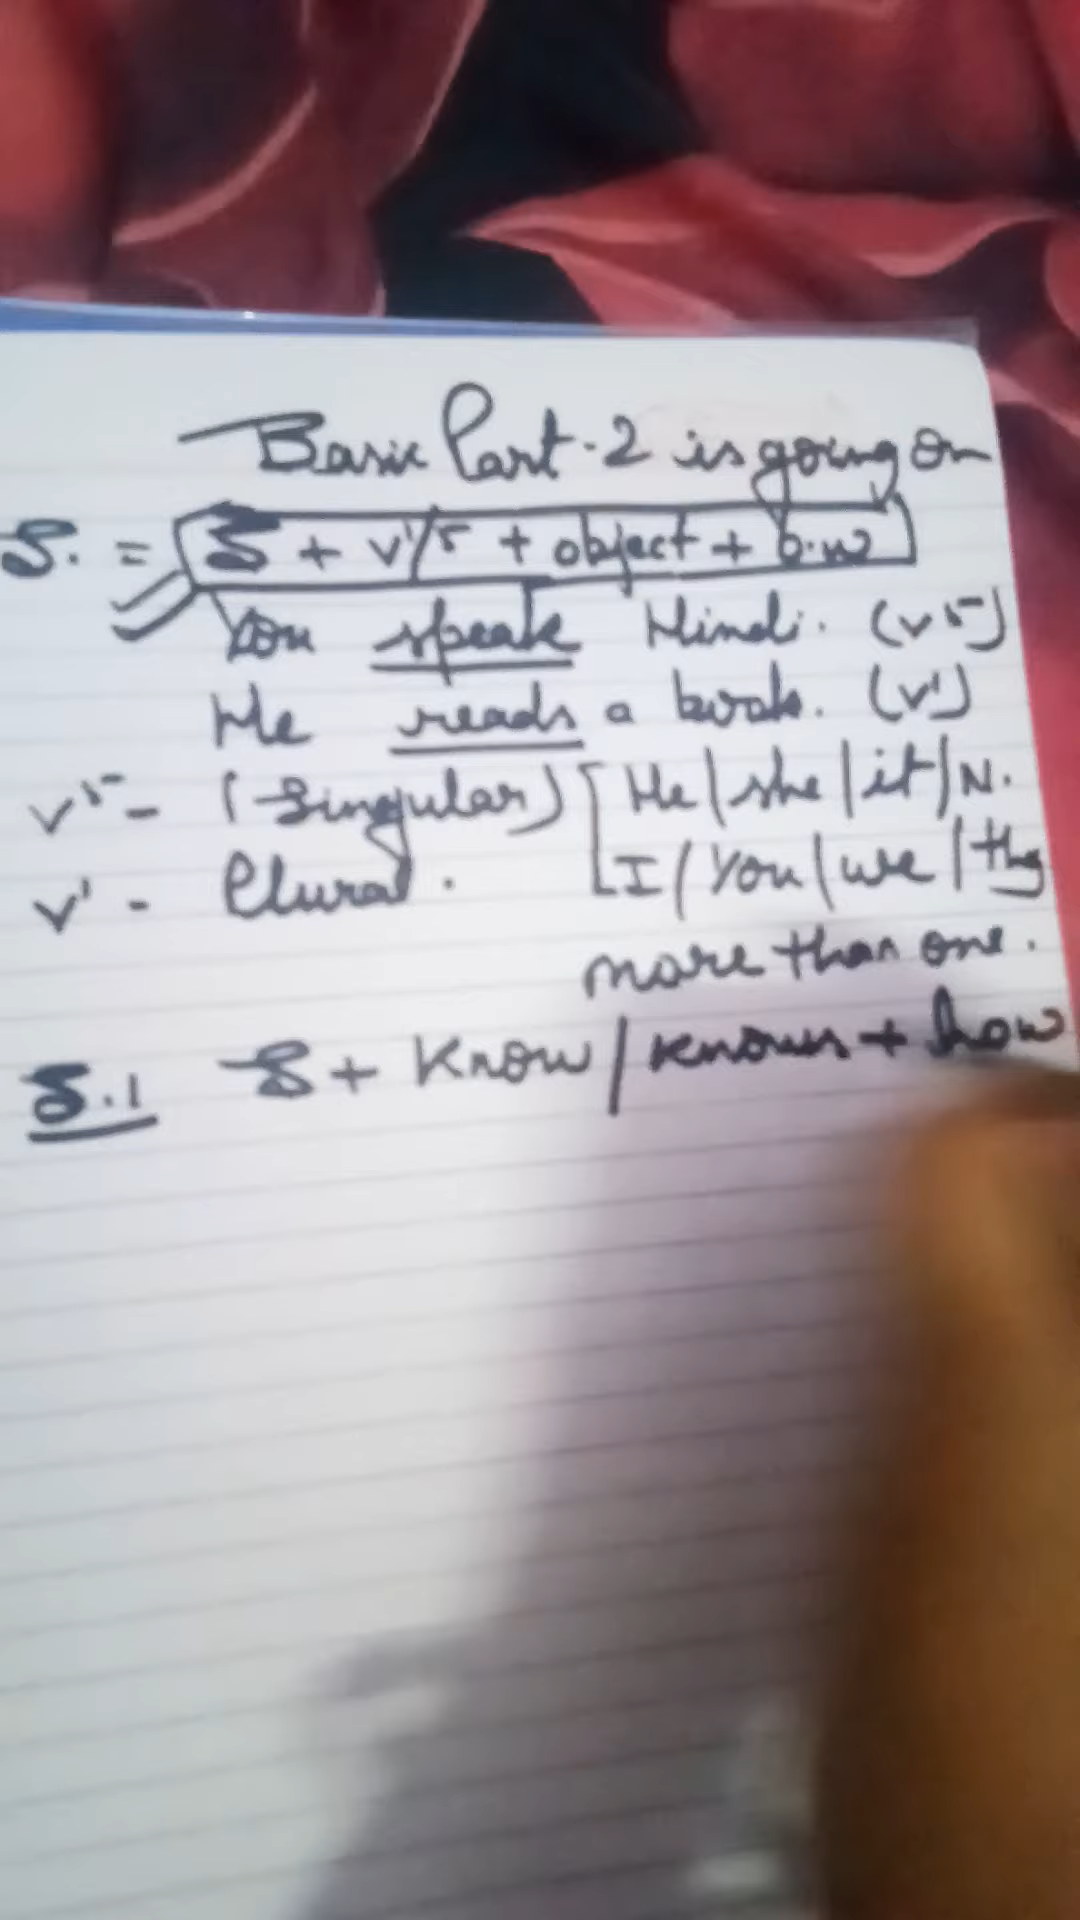 Basic Part-2 is going on
S. = S + v¹/⁵ + object + b.w
You speak Hindi. (v⁵)
He reads a book. (v¹)
v⁵ - (Singular) [He/she/it/N.
v¹ - Plural. [I/You/we/they
more than one.
S.1 S + Know/knows + how